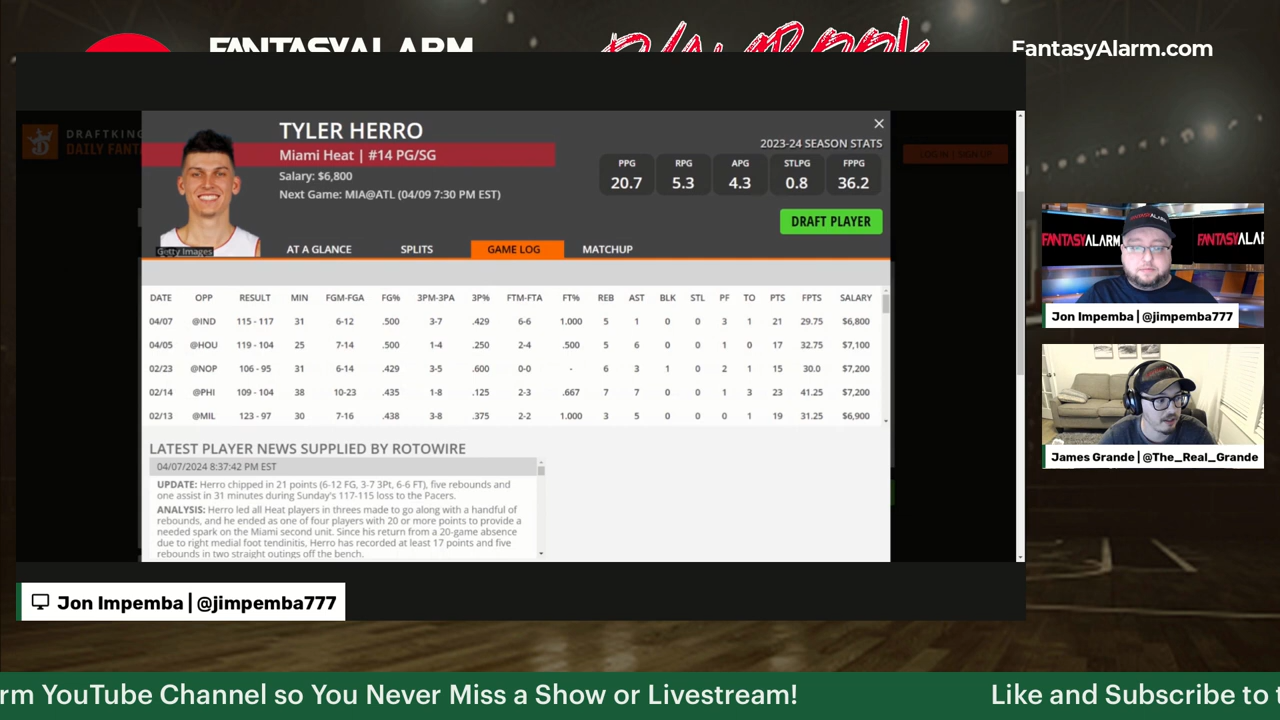 FANTASYALARM
PLAYBOOK
FantasyAlarm.com
DRAFTKIN
DAILY FANT
TYLER HERRO
Miami Heat | #14 PG/SG
Salary: $6,800
Next Game: MIA@ATL (04/09 7:30 PM EST)
2023-24 SEASON STATS
PPG RPG APG STLPG FPPG
20.7 5.3 4.3 0.8 36.2
LOG IN | SIGN UP
DRAFT PLAYER
Getty Images
AT A GLANCE SPLITS GAME LOG MATCHUP
DATE OPP RESULT MIN FGM-FGA FG% 3PM-3PA 3P% FTM-FTA FT% REB AST BLK STL PF TO PTS FPTS SALARY
04/07 @IND 115 - 117 31 6-12 .500 3-7 .429 6-6 1.000 5 1 0 0 3 1 21 29.75 $6,800
04/05 @HOU 119 - 104 25 7-14 .500 1-4 .250 2-4 .500 5 6 0 0 1 0 17 32.75 $7,100
02/23 @NOP 106 - 95 31 6-14 .429 3-5 .600 0-0 - 6 3 1 0 2 1 15 30.0 $7,200
02/14 @PHI 109 - 104 38 10-23 .435 1-8 .125 2-3 .667 7 7 0 0 1 3 23 41.25 $7,200
02/13 @MIL 123 - 97 30 7-16 .438 3-8 .375 2-2 1.000 3 5 0 0 0 1 19 31.25 $6,900
LATEST PLAYER NEWS SUPPLIED BY ROTOWIRE
04/07/2024 8:37:42 PM EST
UPDATE: Herro chipped in 21 points (6-12 FG, 3-7 3Pt, 6-6 FT), five rebounds and
one assist in 31 minutes during Sunday's 117-115 loss to the Pacers.
ANALYSIS: Herro led all Heat players in threes made to go along with a handful of
rebounds, and he ended as one of four players with 20 or more points to provide a
needed spark on the Miami second unit. Since his return from a 20-game absence
due to right medial foot tendinitis, Herro has recorded at least 17 points and five
rebounds in two straight outings off the bench.
FANTASYALARM
FANTASYALAR
Jon Impemba | @jimpemba777
James Grande | @The_Real_Grande
Jon Impemba | @jimpemba777
rm YouTube Channel so You Never Miss a Show or Livestream! Like and Subscribe to t